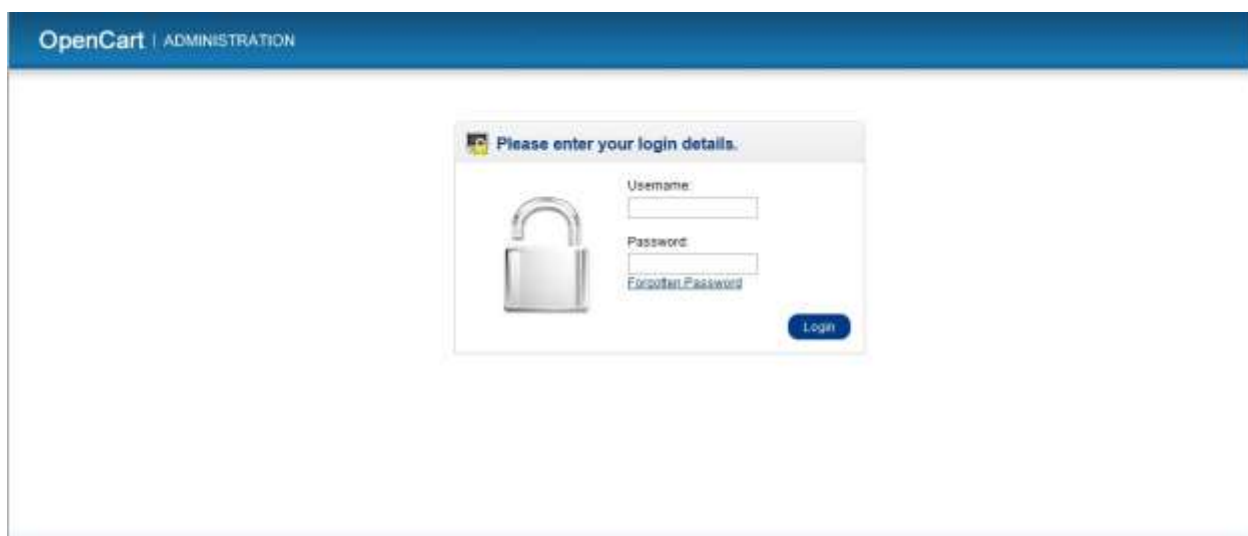 OpenCart | ADMINISTRATION
Please enter your login details.
Username:
Password:
Forgotten Password
Login